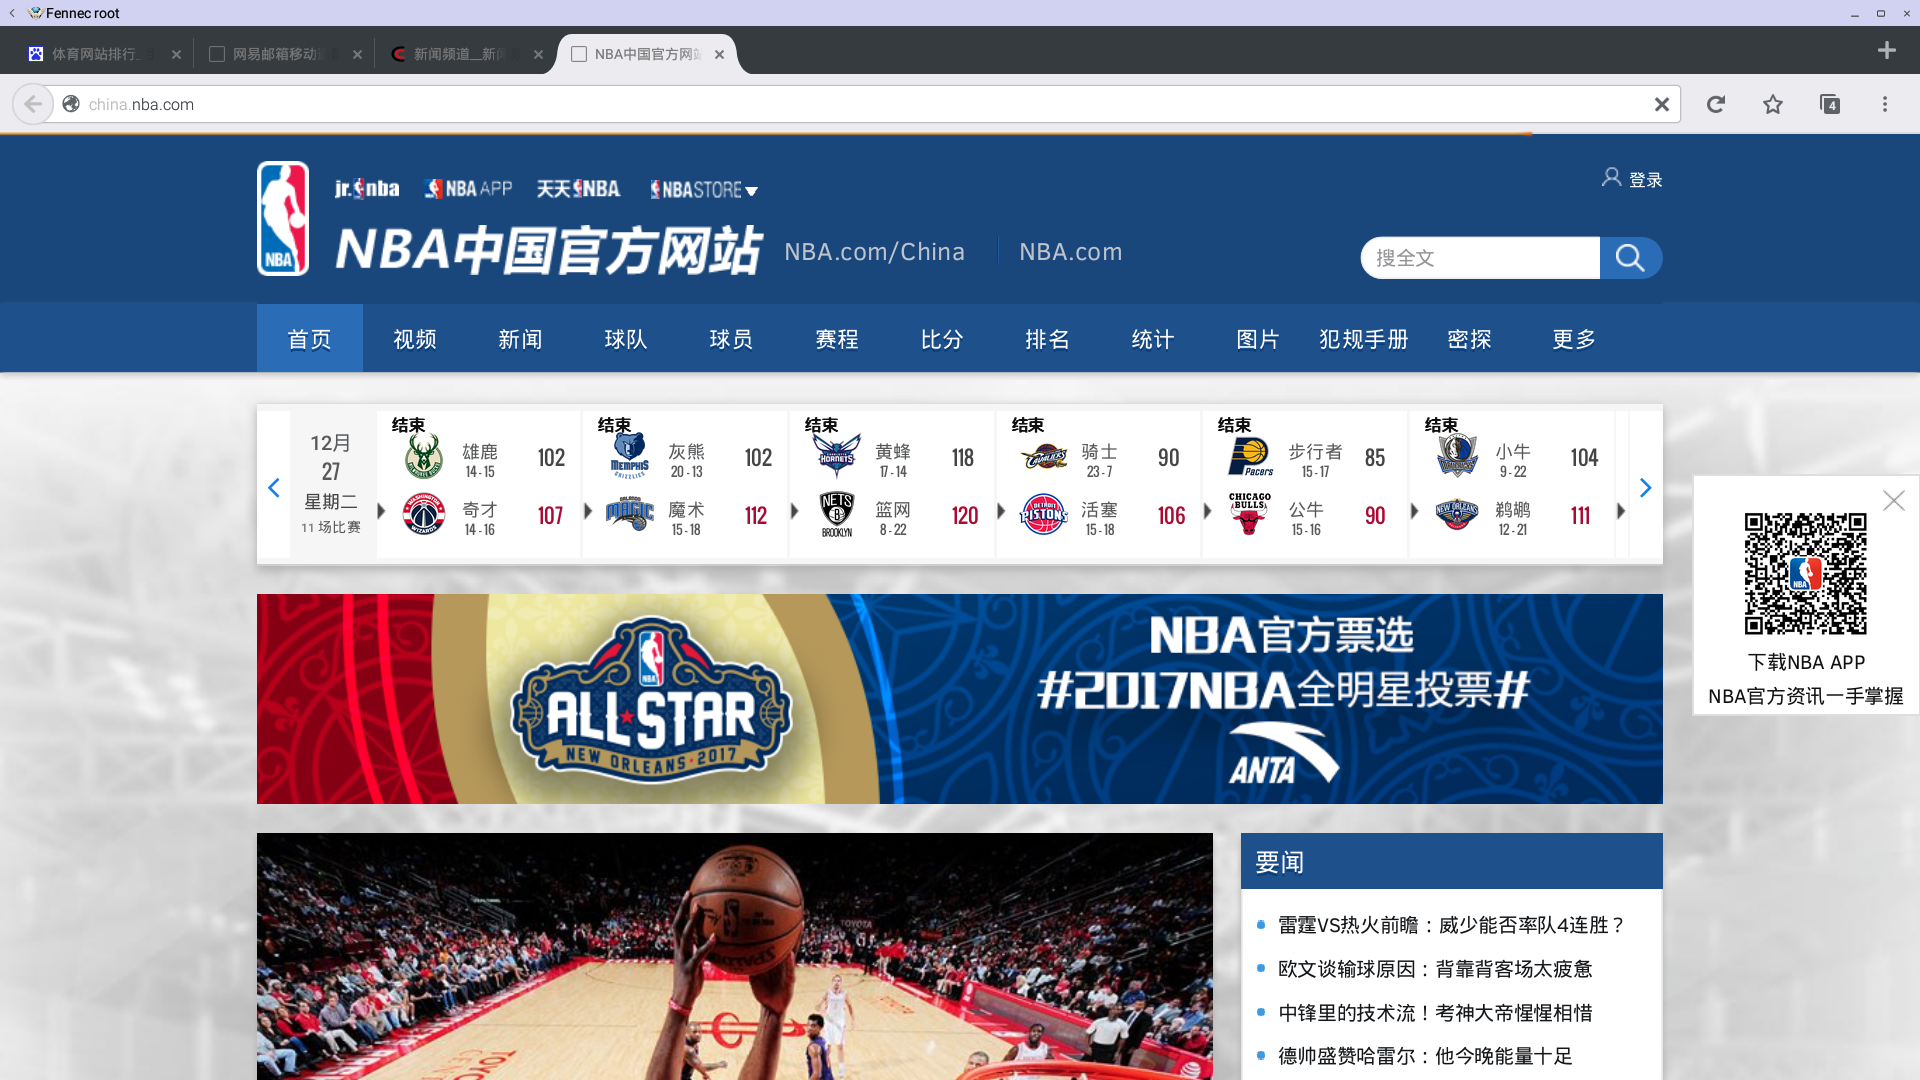 Fennec root
体育网站排行_
网易邮箱移动
新闻频道__新闻
NBA中国官方网站
china.nba.com
4
jr.nba
NBA APP
天天NBA
NBASTORE
登录
NBA
NBA中国官方网站
NBA.com/China
NBA.com
搜全文
首页 视频 新闻 球队 球员 赛程 比分 排名 统计 图片 犯规手册 密探 更多
12月
27
星期二
11 场比赛
结束
雄鹿 102
14-15
奇才 107
14-16
结束
灰熊 102
20-13
魔术 112
15-18
结束
黄蜂 118
17-14
篮网 120
8-22
结束
骑士 90
23-7
活塞 106
15-18
结束
步行者 85
15-17
公牛 90
15-16
结束
小牛 104
9-22
鹈鹕 111
12-21
NBA
ALL STAR
NEW ORLEANS 2017
NBA官方票选
#2017NBA全明星投票#
ANTA
NBA
下载NBA APP
NBA官方资讯一手掌握
TOYOTA
SPALDING
要闻
雷霆VS热火前瞻：威少能否率队4连胜？
欧文谈输球原因：背靠背客场太疲惫
中锋里的技术流！考神大帝惺惺相惜
德帅盛赞哈雷尔：他今晚能量十足